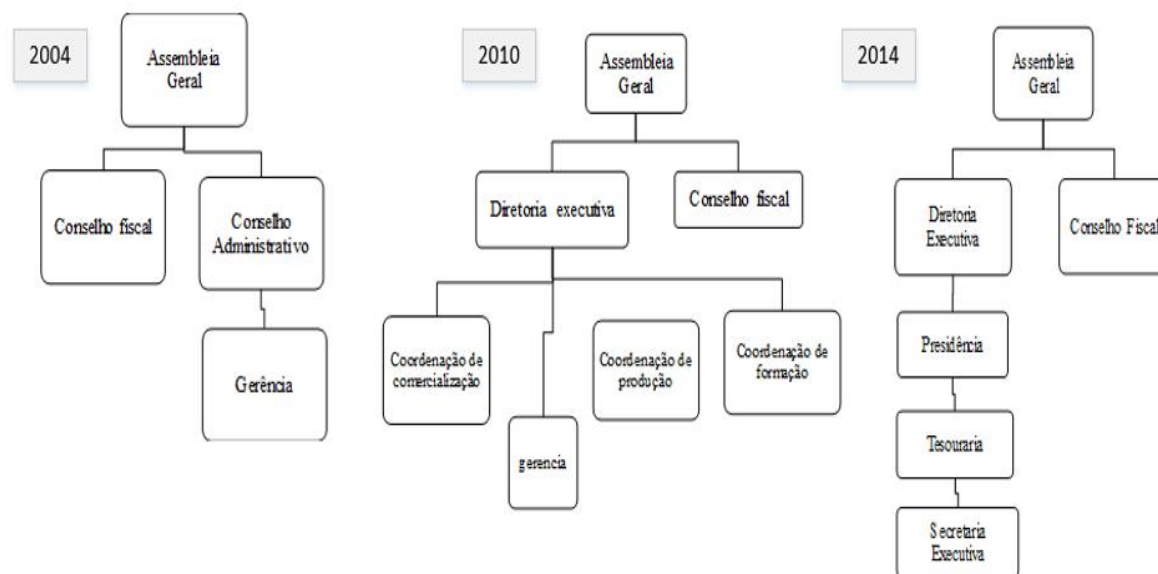 2004
Assembleia
Geral
Conselho fiscal
Conselho
Administrativo
Gerência
2010
Assembleia
Geral
Diretoria executiva
Conselho fiscal
Coordenação de
comercialização
gerencia
Coordenação de
produção
Coordenação de
formação
2014
Assembleia
Geral
Diretoria
Executiva
Conselho Fiscal
Presidência
Tesouraria
Secretaria
Executiva